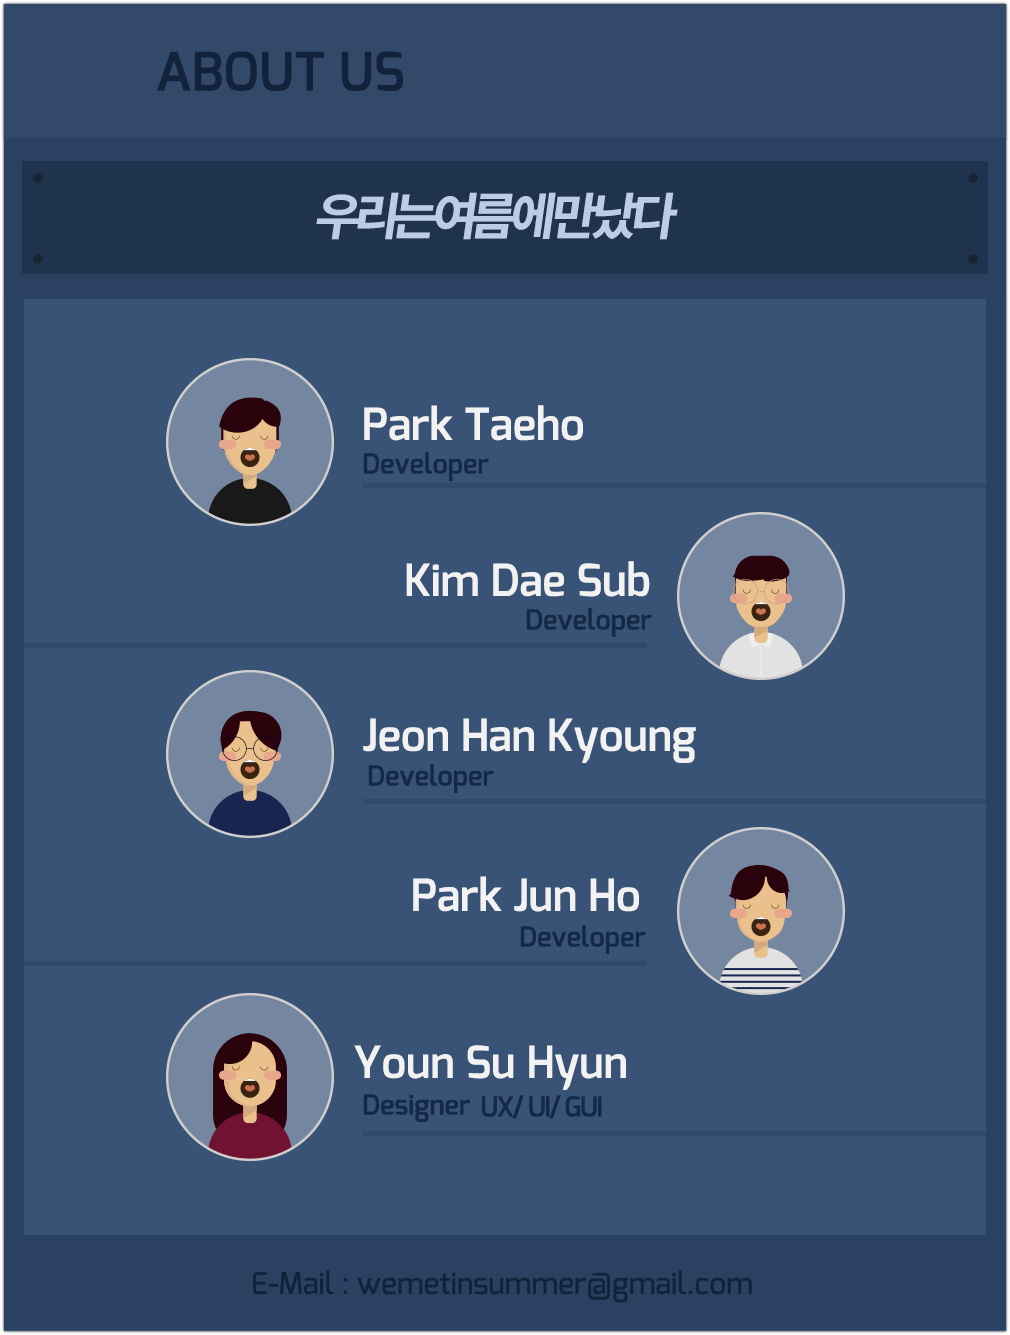 ABOUT US
우리는여름에만났다
Park Taeho
Developer
Kim Dae Sub
Developer
Jeon Han Kyoung
Developer
Park Jun Ho
Developer
Youn Su Hyun
Designer UX/ UI/ GUI
E-Mail : wemetinsummer@gmail.com